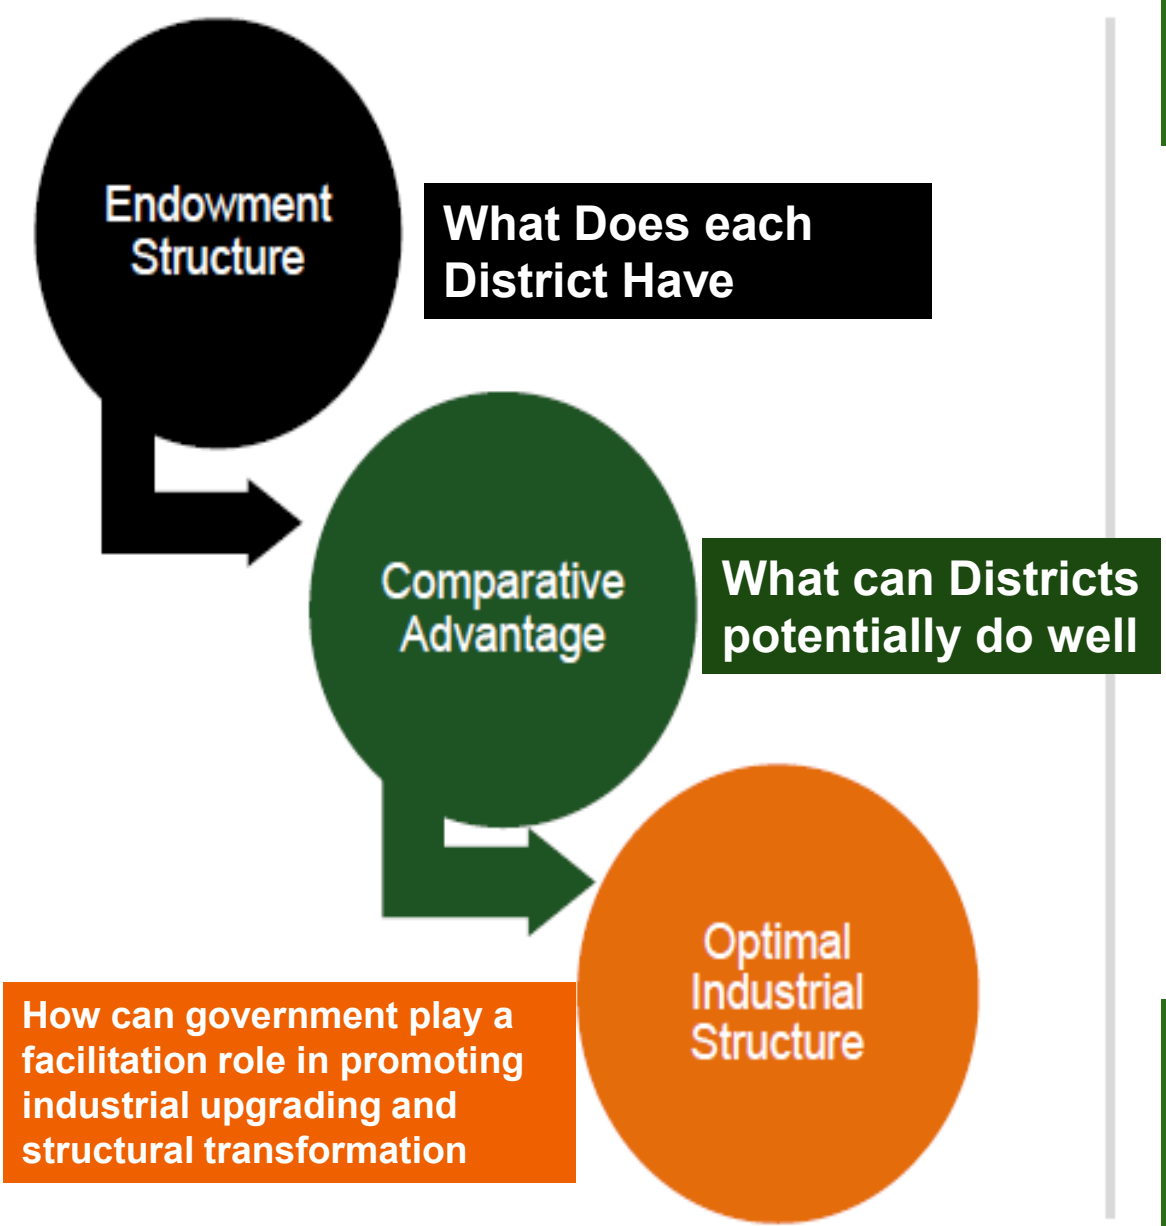 Endowment
Structure
What Does each
District Have
Comparative
Advantage
What can Districts
potentially do well
Optimal
Industrial
Structure
How can government play a
facilitation role in promoting
industrial upgrading and
structural transformation